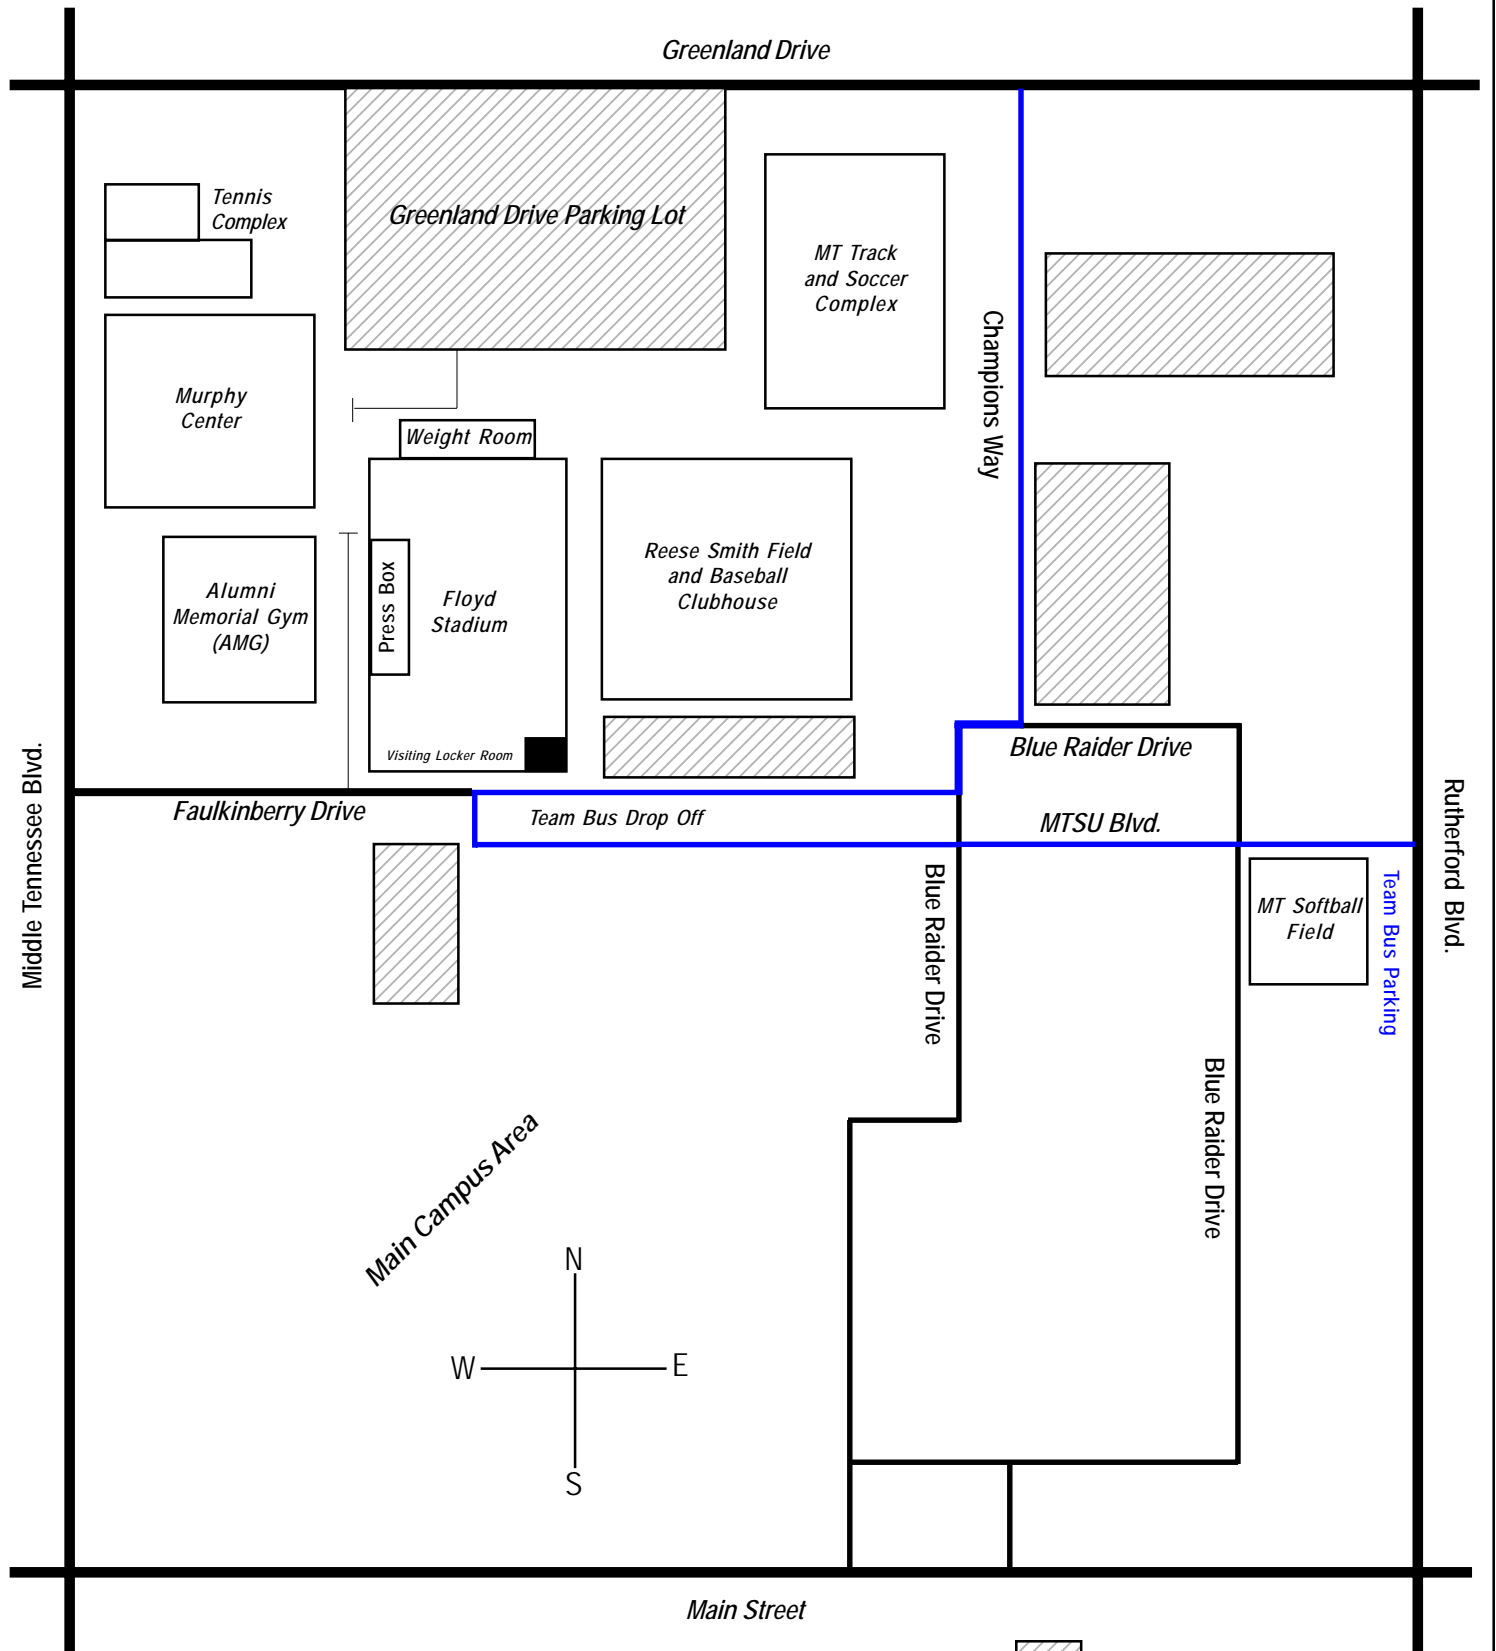 Greenland Drive
Tennis
Complex
Greenland Drive Parking Lot
MT Track
and Soccer
Complex
Champions Way
Murphy
Center
Weight Room
Reese Smith Field
and Baseball
Clubhouse
Alumni
Memorial Gym
(AMG)
Press Box
Floyd
Stadium
Visiting Locker Room
Middle Tennessee Blvd.
Blue Raider Drive
Faulkinberry Drive
Team Bus Drop Off
MTSU Blvd.
Rutherford Blvd.
Blue Raider Drive
MT Softball
Field
Team Bus Parking
Blue Raider Drive
Main Campus Area
N
W
E
S
Main Street